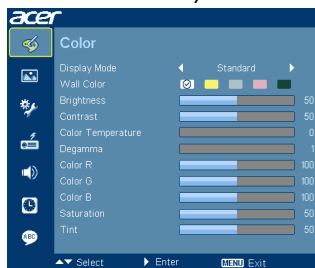 acer
Color
Display Mode Standard
Wall Color
Brightness 50
Contrast 50
Color Temperature 0
Degamma 1
Color R 100
Color G 100
Color B 100
Saturation 50
Tint 50
ABC
Select Enter MENU Exit